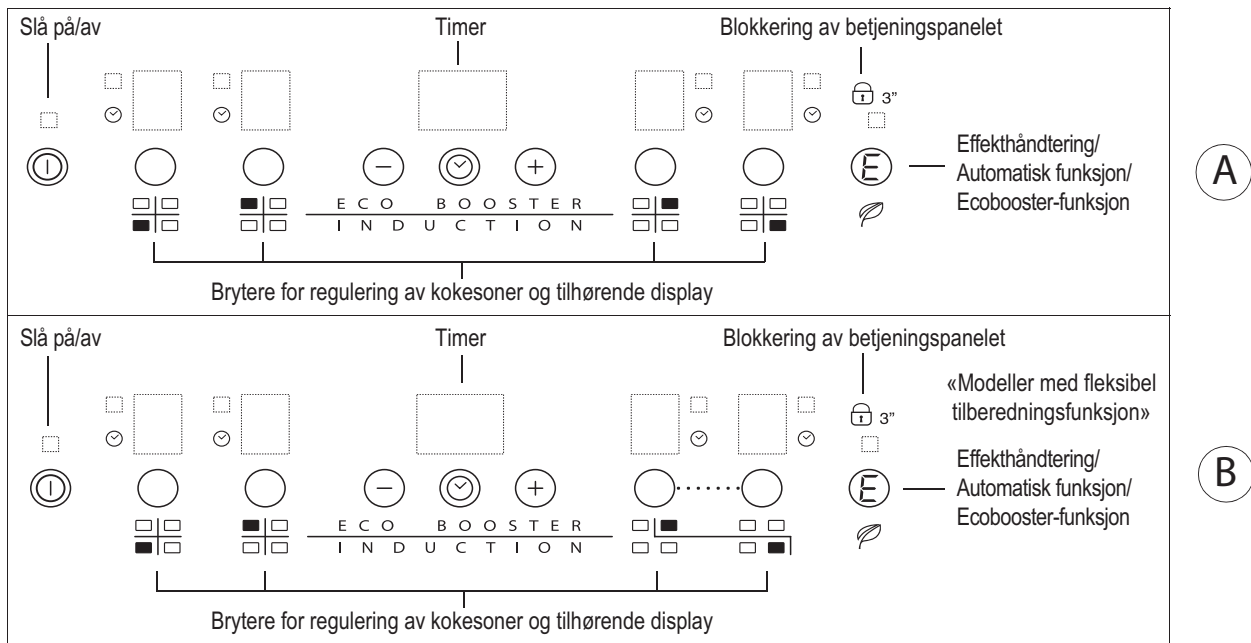 Slå på/av
Timer
Blokkering av betjeningspanelet
3”
Effekthåndtering/
Automatisk funksjon/
Ecobooster-funksjon
E
A
ECO BOOSTER
INDUCTION
Brytere for regulering av kokesoner og tilhørende display
Slå på/av
Timer
Blokkering av betjeningspanelet
3”
«Modeller med fleksibel
tilberedningsfunksjon»
Effekthåndtering/
Automatisk funksjon/
Ecobooster-funksjon
E
B
ECO BOOSTER
INDUCTION
Brytere for regulering av kokesoner og tilhørende display